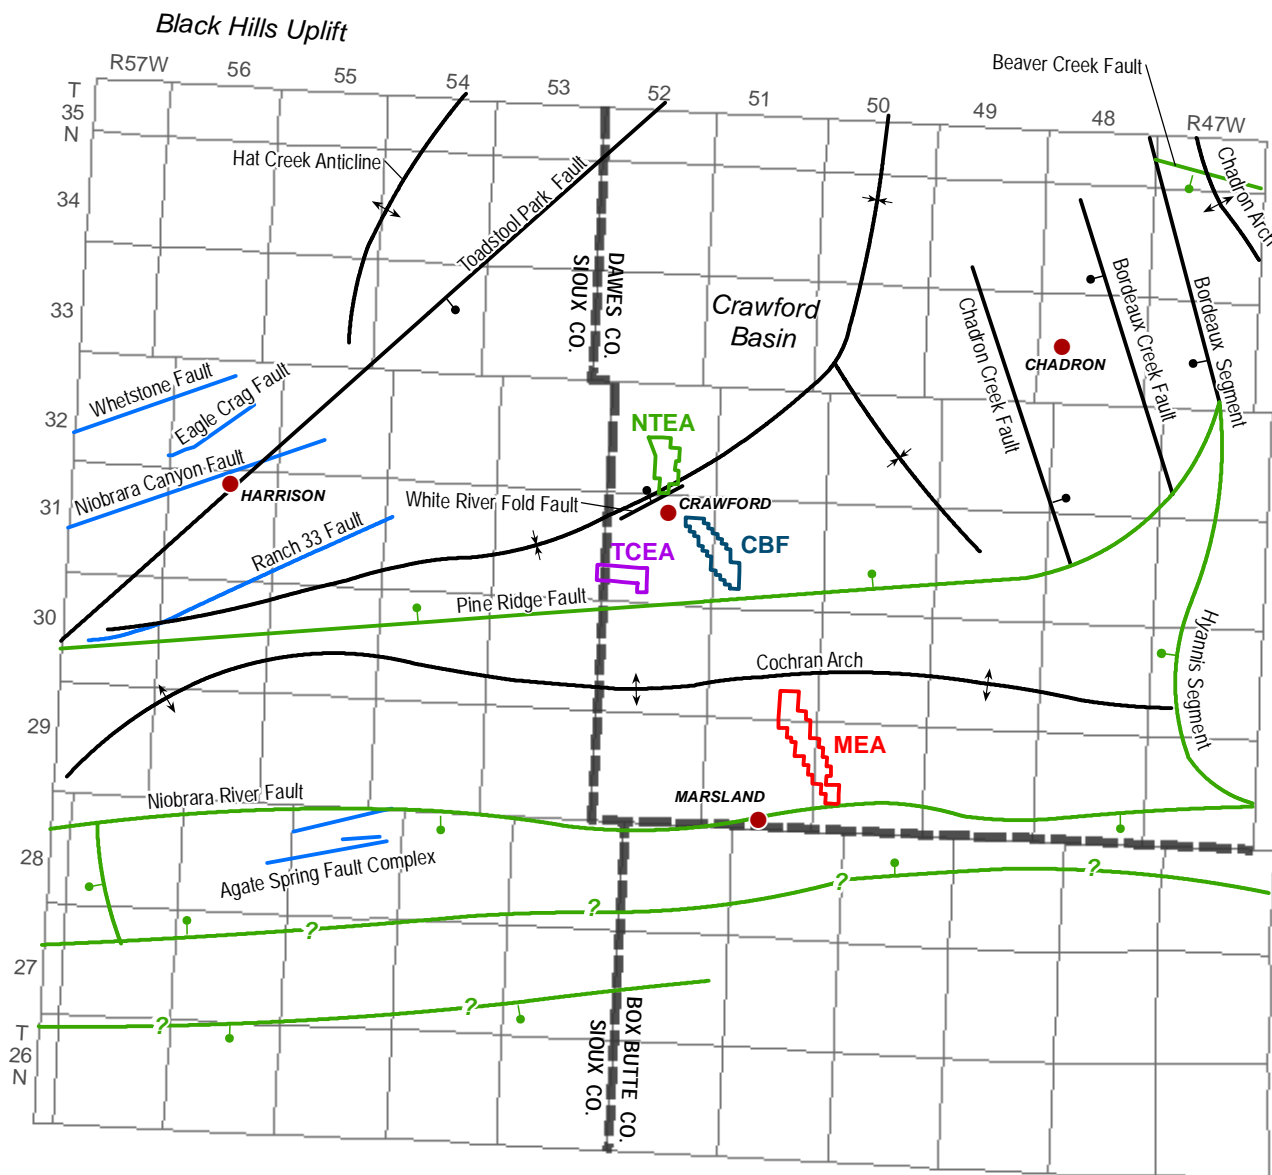 Black Hills Uplift
Beaver Creek Fault
R57W
56
55
54
53
52
51
50
49
48
R47W
T
35
N
Hat Creek Anticline
Toadstool Park Fault
Chadron Arch
34
DAWES CO.
SIOUX CO.
33
Crawford
Basin
Chadron Creek Fault
Bordeaux Creek Fault
Bordeaux Segment
CHADRON
Whetstone Fault
Eagle Crag Fault
32
NTEA
Niobrara Canyon Fault
HARRISON
White River Fold Fault
CRAWFORD
31
Ranch 33 Fault
TCEA
CBF
Pine Ridge Fault
30
Hyannis Segment
Cochran Arch
29
MEA
Niobrara River Fault
MARSLAND
28
Agate Spring Fault Complex
?
?
?
?
27
?
?
T
26
N
BOX BUTTE CO.
SIOUX CO.